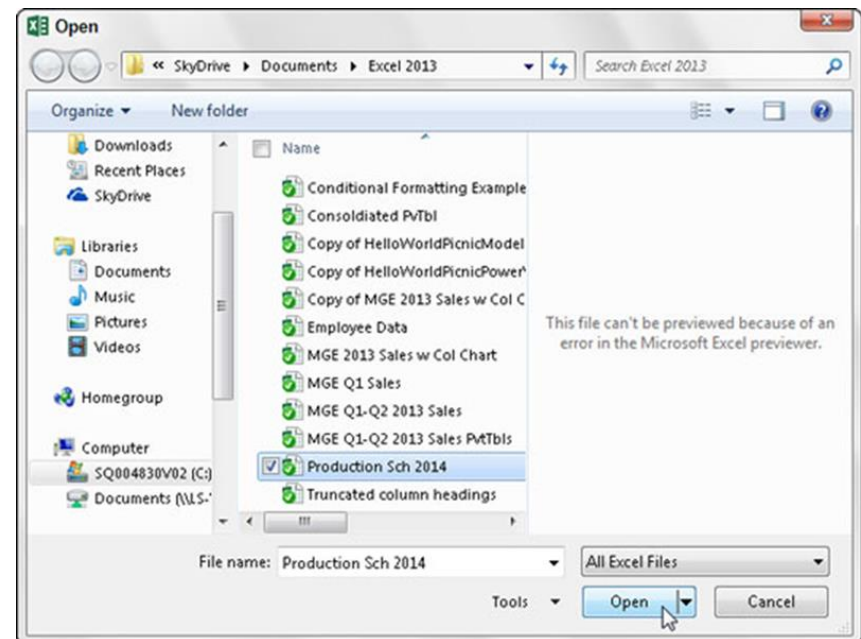 Open
« SkyDrive ▸ Documents ▸ Excel 2013
Search Excel 2013
Organize
New folder
Downloads
Recent Places
SkyDrive
Libraries
Documents
Music
Pictures
Videos
Homegroup
Computer
SQ004830V02 (C:)
Documents (\\LS-
Name
Conditional Formatting Example
Consoldiated PvTbl
Copy of HelloWorldPicnicModel
Copy of HelloWorldPicnicPower
Copy of MGE 2013 Sales w Col C
Employee Data
MGE 2013 Sales w Col Chart
MGE Q1 Sales
MGE Q1-Q2 2013 Sales
MGE Q1-Q2 2013 Sales PvtTbls
Production Sch 2014
Truncated column headings
This file can't be previewed because of an
error in the Microsoft Excel previewer.
File name: Production Sch 2014
All Excel Files
Tools
Open
Cancel